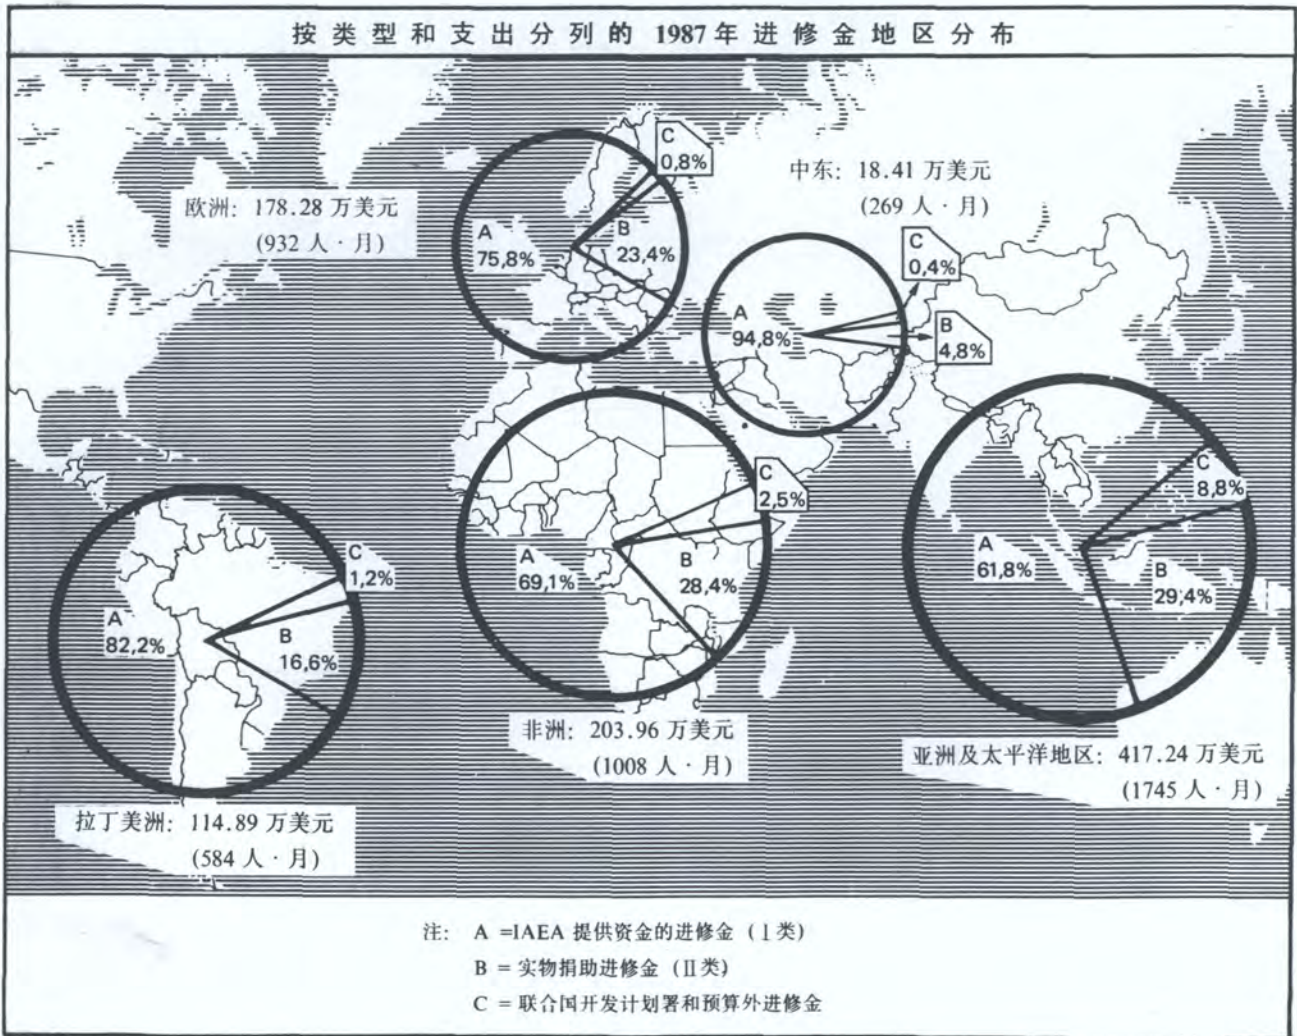 按类型和支出分列的 1987年进修金地区分布
C
0,8%
欧洲: 178.28 万美元
(932 人·月)
A
75,8%
B
23,4%
中东: 18.41 万美元
(269 人·月)
C
0,4%
A
94,8%
B
4,8%
C
1,2%
A
82,2%
B
16,6%
拉丁美洲: 114.89 万美元
(584 人·月)
C
2,5%
A
69,1%
B
28,4%
非洲: 203.96 万美元
(1008 人·月)
C
8,8%
A
61,8%
B
29,4%
亚洲及太平洋地区: 417.24 万美元
(1745 人·月)
注: A =IAEA 提供资金的进修金 (I类)
B = 实物捐助进修金 (II类)
C = 联合国开发计划署和预算外进修金